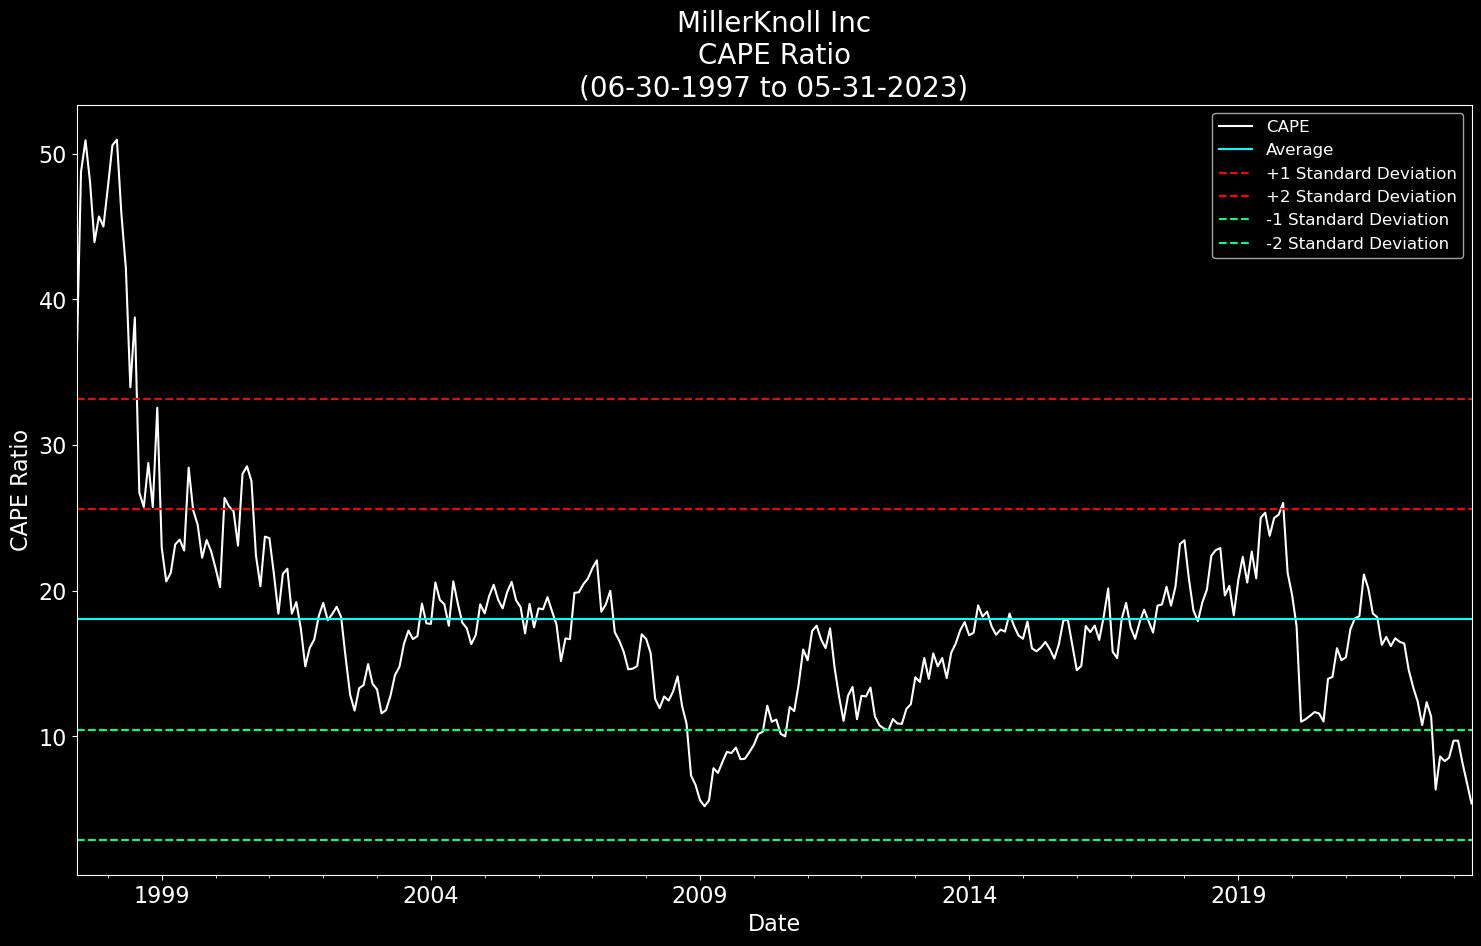 MillerKnoll Inc
CAPE Ratio
(06-30-1997 to 05-31-2023)
CAPE
Average
+1 Standard Deviation
+2 Standard Deviation
-1 Standard Deviation
-2 Standard Deviation
50
40
30
20
10
CAPE Ratio
1999
2004
2009
2014
2019
Date